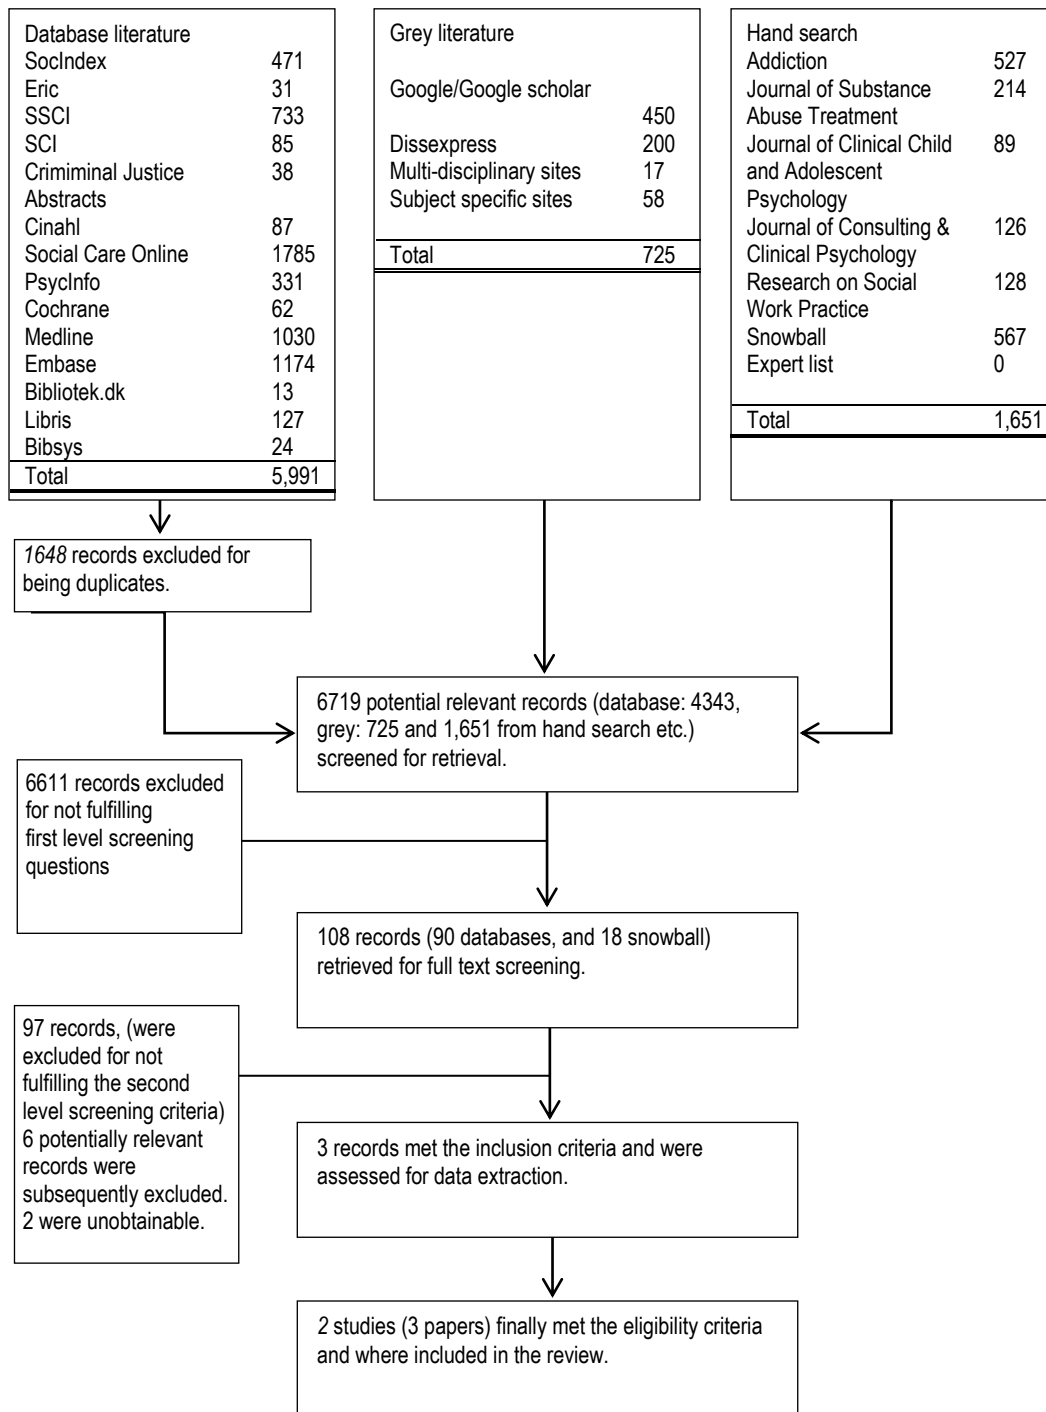 Database literature
SocIndex 471
Eric 31
SSCI 733
SCI 85
Crimiminal Justice 38
Abstracts
Cinahl 87
Social Care Online 1785
PsycInfo 331
Cochrane 62
Medline 1030
Embase 1174
Bibliotek.dk 13
Libris 127
Bibsys 24
Total 5,991
Grey literature
Google/Google scholar
450
Dissexpress 200
Multi-disciplinary sites 17
Subject specific sites 58
Total 725
Hand search
Addiction 527
Journal of Substance 214
Abuse Treatment
Journal of Clinical Child 89
and Adolescent
Psychology
Journal of Consulting & 126
Clinical Psychology
Research on Social 128
Work Practice
Snowball 567
Expert list 0
Total 1,651
1648 records excluded for
being duplicates.
6719 potential relevant records (database: 4343,
grey: 725 and 1,651 from hand search etc.)
screened for retrieval.
6611 records excluded
for not fulfilling
first level screening
questions
108 records (90 databases, and 18 snowball)
retrieved for full text screening.
97 records, (were
excluded for not
fulfilling the second
level screening criteria)
6 potentially relevant
records were
subsequently excluded.
2 were unobtainable.
3 records met the inclusion criteria and were
assessed for data extraction.
2 studies (3 papers) finally met the eligibility criteria
and where included in the review.